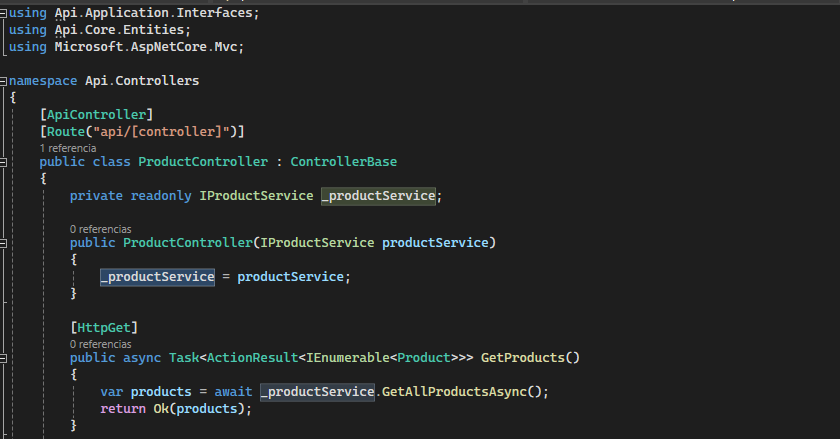 using Api.Application.Interfaces;
using Api.Core.Entities;
using Microsoft.AspNetCore.Mvc;
namespace Api.Controllers
{
[ApiController]
[Route("api/[controller]")]
1 referencia
public class ProductController : ControllerBase
{
private readonly IProductService _productService;
0 referencias
public ProductController(IProductService productService)
{
_productService = productService;
}
[HttpGet]
0 referencias
public async Task<ActionResult<IEnumerable<Product>>> GetProducts()
{
var products = await _productService.GetAllProductsAsync();
return Ok(products);
}